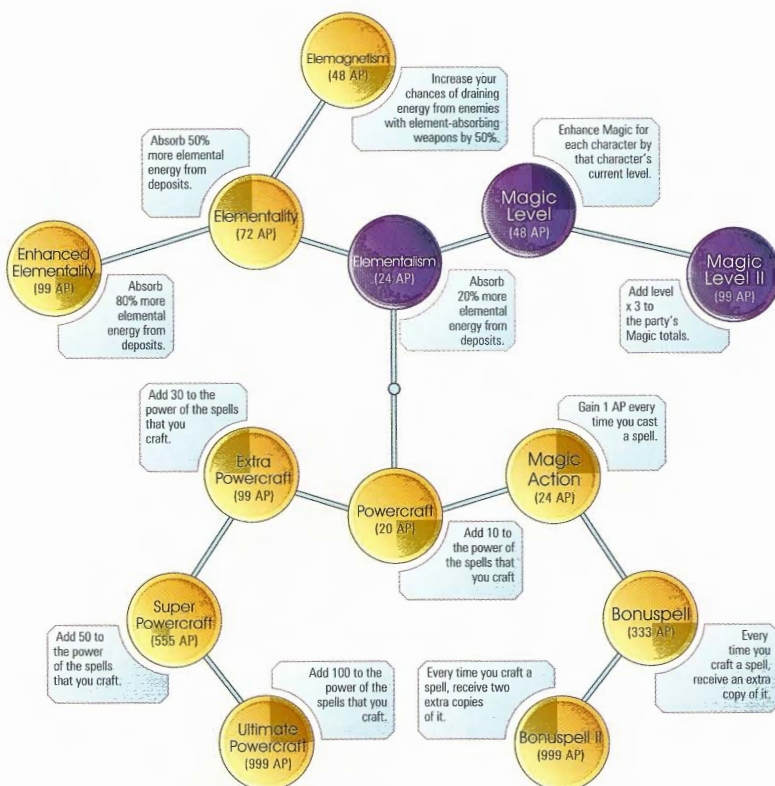 Elemagnetism
(48 AP)
Increase your
chances of draining
energy from enemies
with element-absorbing
weapons by 50%.
Absorb 50%
more elemental
energy from
deposits.
Elementality
(72 AP)
Enhance Magic for
each character by
that character's
current level.
Magic
Level
(48 AP)
Enhanced
Elementality
(99 AP)
Absorb
80% more
elemental
energy from
deposits.
Elementalism
(24 AP)
Absorb
20% more
elemental
energy from
deposits.
Magic
Level II
(99 AP)
Add level
x 3 to
the party's
Magic totals.
Add 30 to the
power of the spells
that you
craft.
Extra
Powercraft
(99 AP)
Powercraft
(20 AP)
Add 10 to
the power of
the spells that
you craft
Gain 1 AP every
time you cast
a spell.
Magic
Action
(24 AP)
Super
Powercraft
(555 AP)
Add 50 to
the power
of the spells
that you craft.
Bonuspell
(333 AP)
Every
time you
craft a spell,
receive an extra
copy of it.
Add 100 to the
power of the
spells that you
craft.
Ultimate
Powercraft
(999 AP)
Every time you craft a
spell, receive two
extra copies
of it.
Bonuspell II
(999 AP)